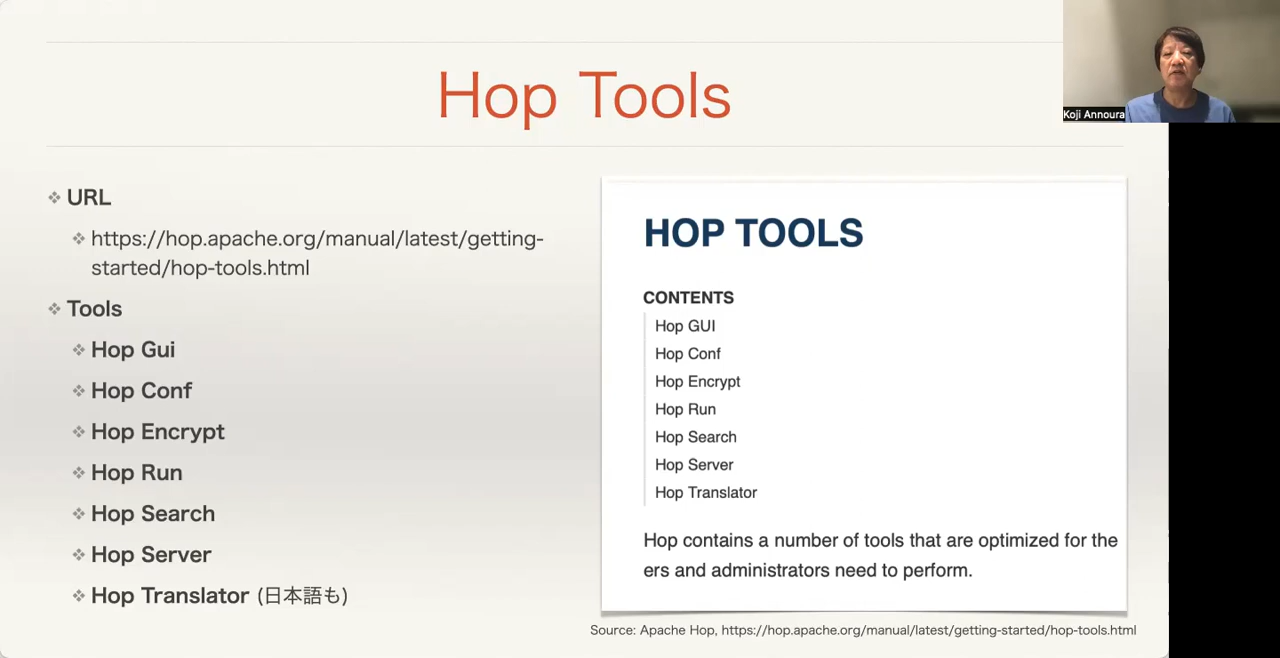 Hop Tools
Koji Annoura
URL
https://hop.apache.org/manual/latest/getting-
started/hop-tools.html
Tools
Hop Gui
Hop Conf
Hop Encrypt
Hop Run
Hop Search
Hop Server
Hop Translator (日本語も)
HOP TOOLS
CONTENTS
Hop GUI
Hop Conf
Hop Encrypt
Hop Run
Hop Search
Hop Server
Hop Translator
Hop contains a number of tools that are optimized for the
ers and administrators need to perform.
Source: Apache Hop, https://hop.apache.org/manual/latest/getting-started/hop-tools.html